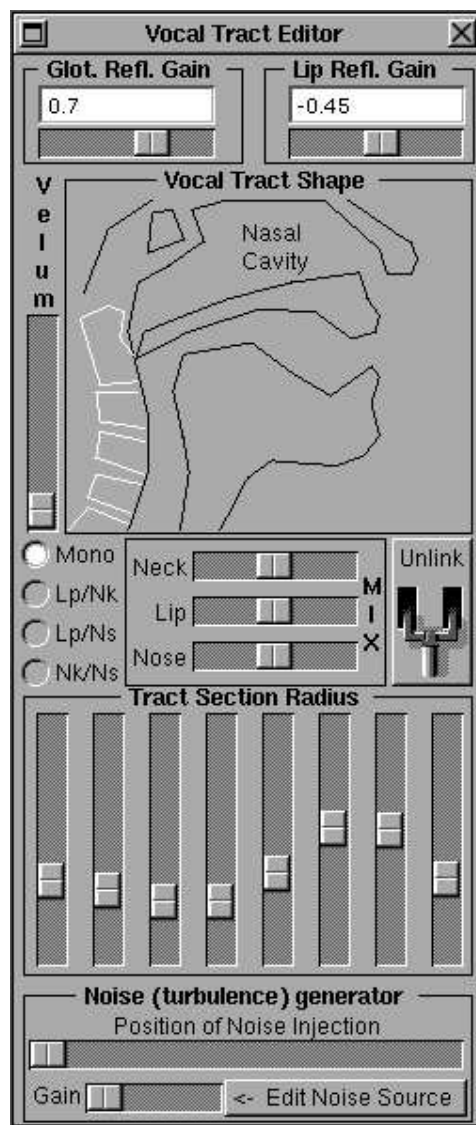 Vocal Tract Editor
Glot. Refl. Gain
Lip Refl. Gain
0.7
-0.45
Velum
Vocal Tract Shape
Nasal
Cavity
Mono
Lp/Nk
Lp/Ns
Nk/Ns
Neck
Lip
Nose
MIX
Unlink
Tract Section Radius
Noise (turbulence) generator
Position of Noise Injection
Gain
<- Edit Noise Source